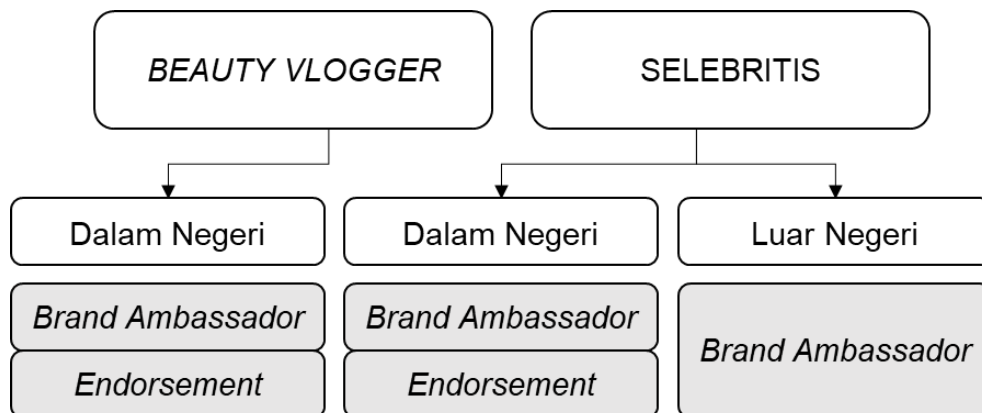 BEAUTY VLOGGER
SELEBRITIS
Dalam Negeri
Dalam Negeri
Luar Negeri
Brand Ambassador
Endorsement
Brand Ambassador
Endorsement
Brand Ambassador